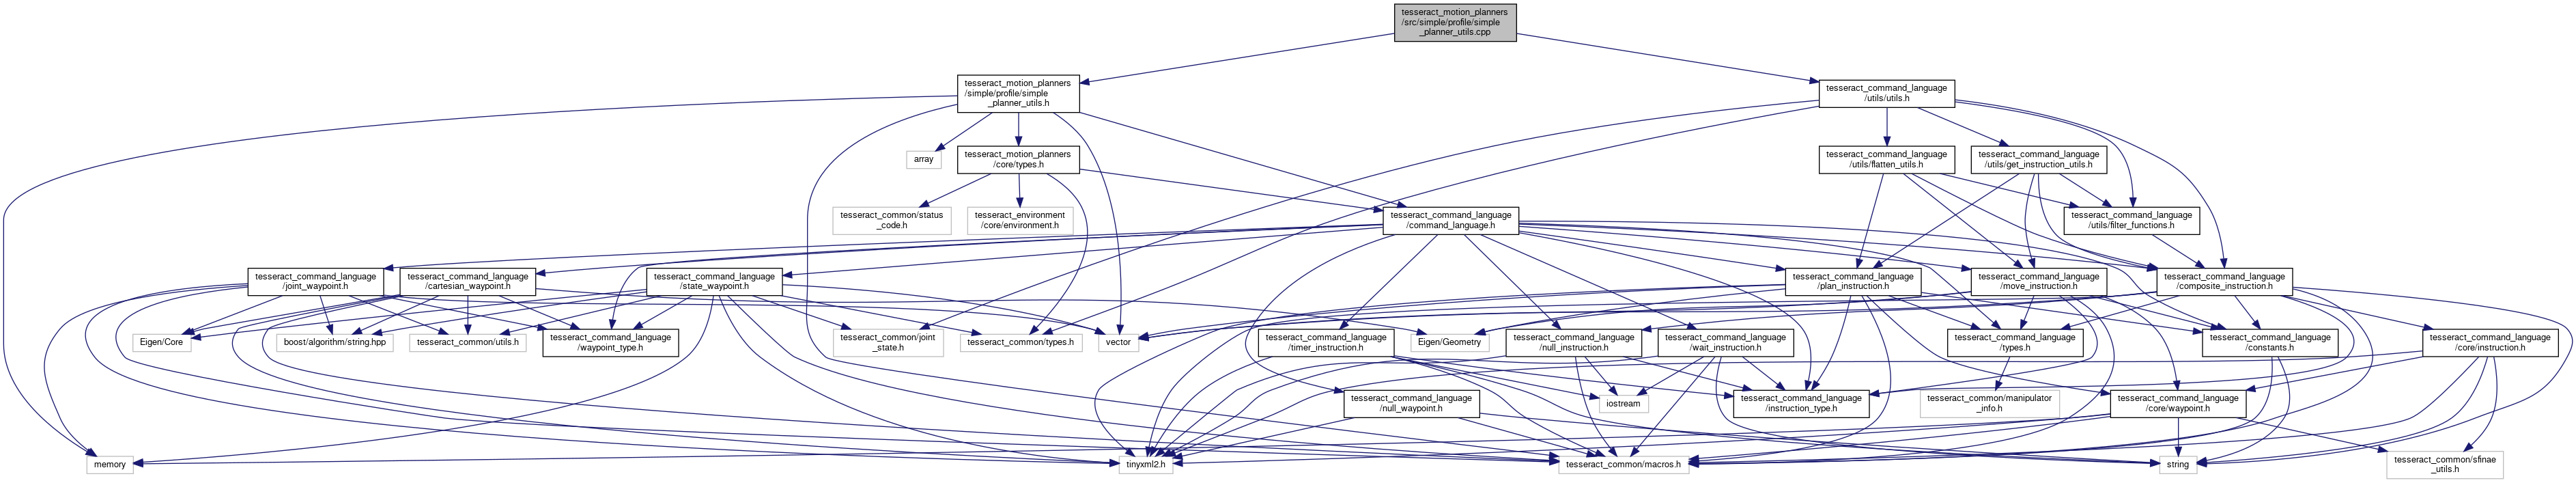 tesseract_motion_planners
/src/simple/profile/simple
_planner_utils.cpp
tesseract_motion_planners
/simple/profile/simple
_planner_utils.h
tesseract_command_language
/utils/utils.h
array
tesseract_motion_planners
/core/types.h
tesseract_command_language
/utils/flatten_utils.h
tesseract_command_language
/utils/get_instruction_utils.h
tesseract_common/status
_code.h
tesseract_environment
/core/environment.h
tesseract_command_language
/command_language.h
tesseract_command_language
/utils/filter_functions.h
tesseract_command_language
/joint_waypoint.h
tesseract_command_language
/cartesian_waypoint.h
tesseract_command_language
/state_waypoint.h
tesseract_command_language
/plan_instruction.h
tesseract_command_language
/move_instruction.h
tesseract_command_language
/composite_instruction.h
Eigen/Core
boost/algorithm/string.hpp
tesseract_common/utils.h
tesseract_command_language
/waypoint_type.h
tesseract_common/joint
_state.h
tesseract_common/types.h
vector
Eigen/Geometry
tesseract_command_language
/timer_instruction.h
tesseract_command_language
/null_instruction.h
tesseract_command_language
/wait_instruction.h
tesseract_command_language
/types.h
tesseract_command_language
/constants.h
tesseract_command_language
/core/instruction.h
tesseract_command_language
/null_waypoint.h
iostream
tesseract_command_language
/instruction_type.h
tesseract_common/manipulator
_info.h
tesseract_command_language
/core/waypoint.h
memory
tinyxml2.h
tesseract_common/macros.h
string
tesseract_common/sfinae
_utils.h